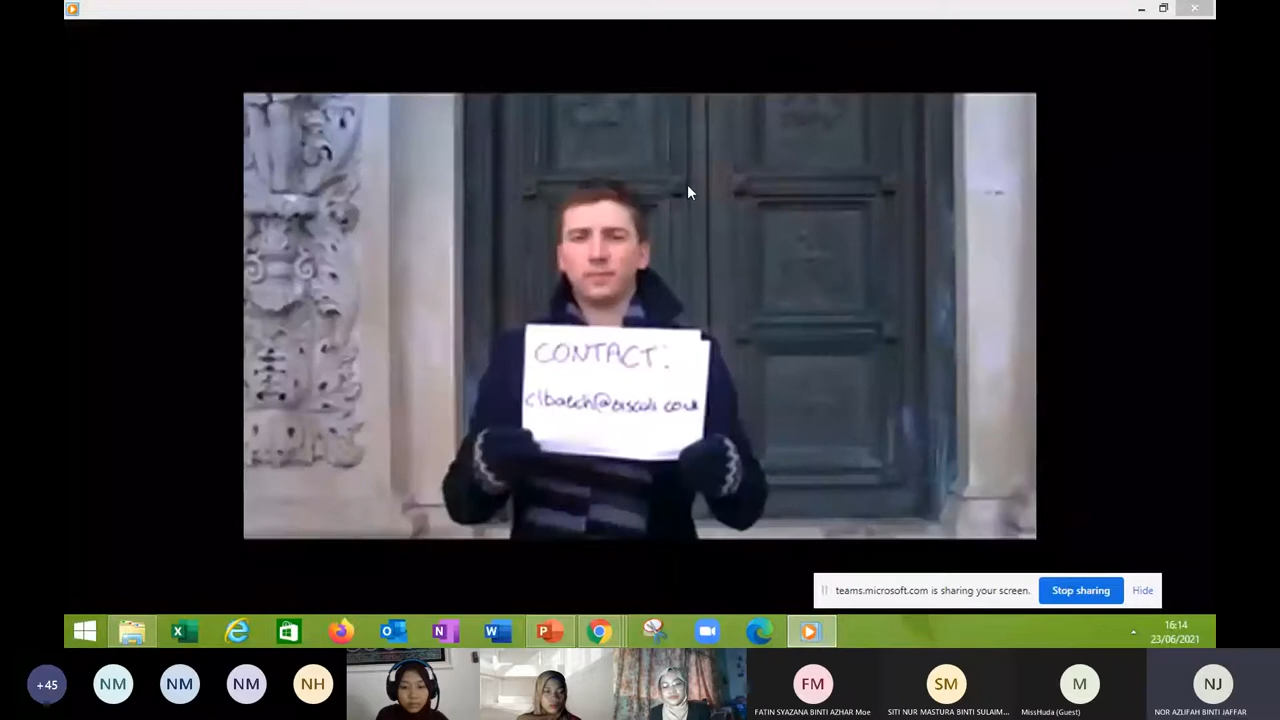 CONTACT:
teams.microsoft.com is sharing your screen. Stop sharing Hide
16:14
23/06/2021
+45 NM NM NM NH FM SM M NJ
FATIN SYAZANA BINTI AZHAR Moe SITI NUR MASTURA BINTI SULAIM... MissHuda (Guest) NOR AZLIFAH BINTI JAFFAR